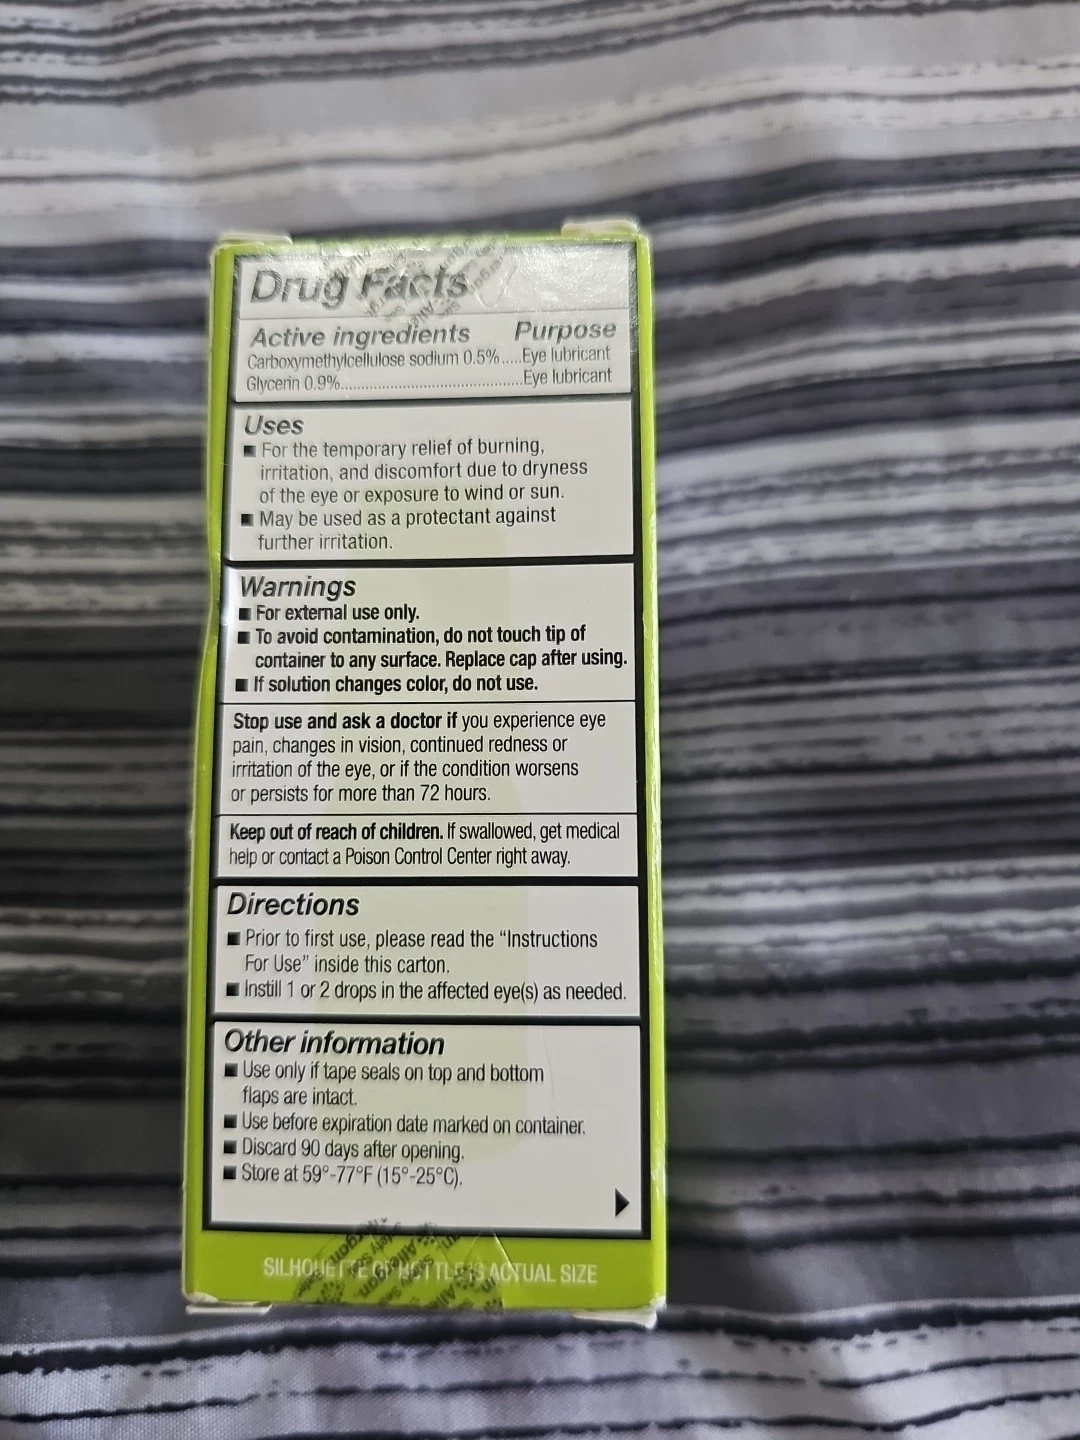 Drug Facts
Active ingredients Purpose
Carboxymethylcellulose sodium 0.5%.....Eye lubricant
Glycerin 0.9%..........................................Eye lubricant
Uses
■ For the temporary relief of burning,
irritation, and discomfort due to dryness
of the eye or exposure to wind or sun.
■ May be used as a protectant against
further irritation.
Warnings
■ For external use only.
■ To avoid contamination, do not touch tip of
container to any surface. Replace cap after using.
■ If solution changes color, do not use.
Stop use and ask a doctor if you experience eye
pain, changes in vision, continued redness or
irritation of the eye, or if the condition worsens
or persists for more than 72 hours.
Keep out of reach of children. If swallowed, get medical
help or contact a Poison Control Center right away.
Directions
■ Prior to first use, please read the “Instructions
For Use” inside this carton.
■ Instill 1 or 2 drops in the affected eye(s) as needed.
Other information
■ Use only if tape seals on top and bottom
flaps are intact.
■ Use before expiration date marked on container.
■ Discard 90 days after opening.
■ Store at 59°-77°F (15°-25°C).
SILHOUETTE OF BOTTLE IS ACTUAL SIZE